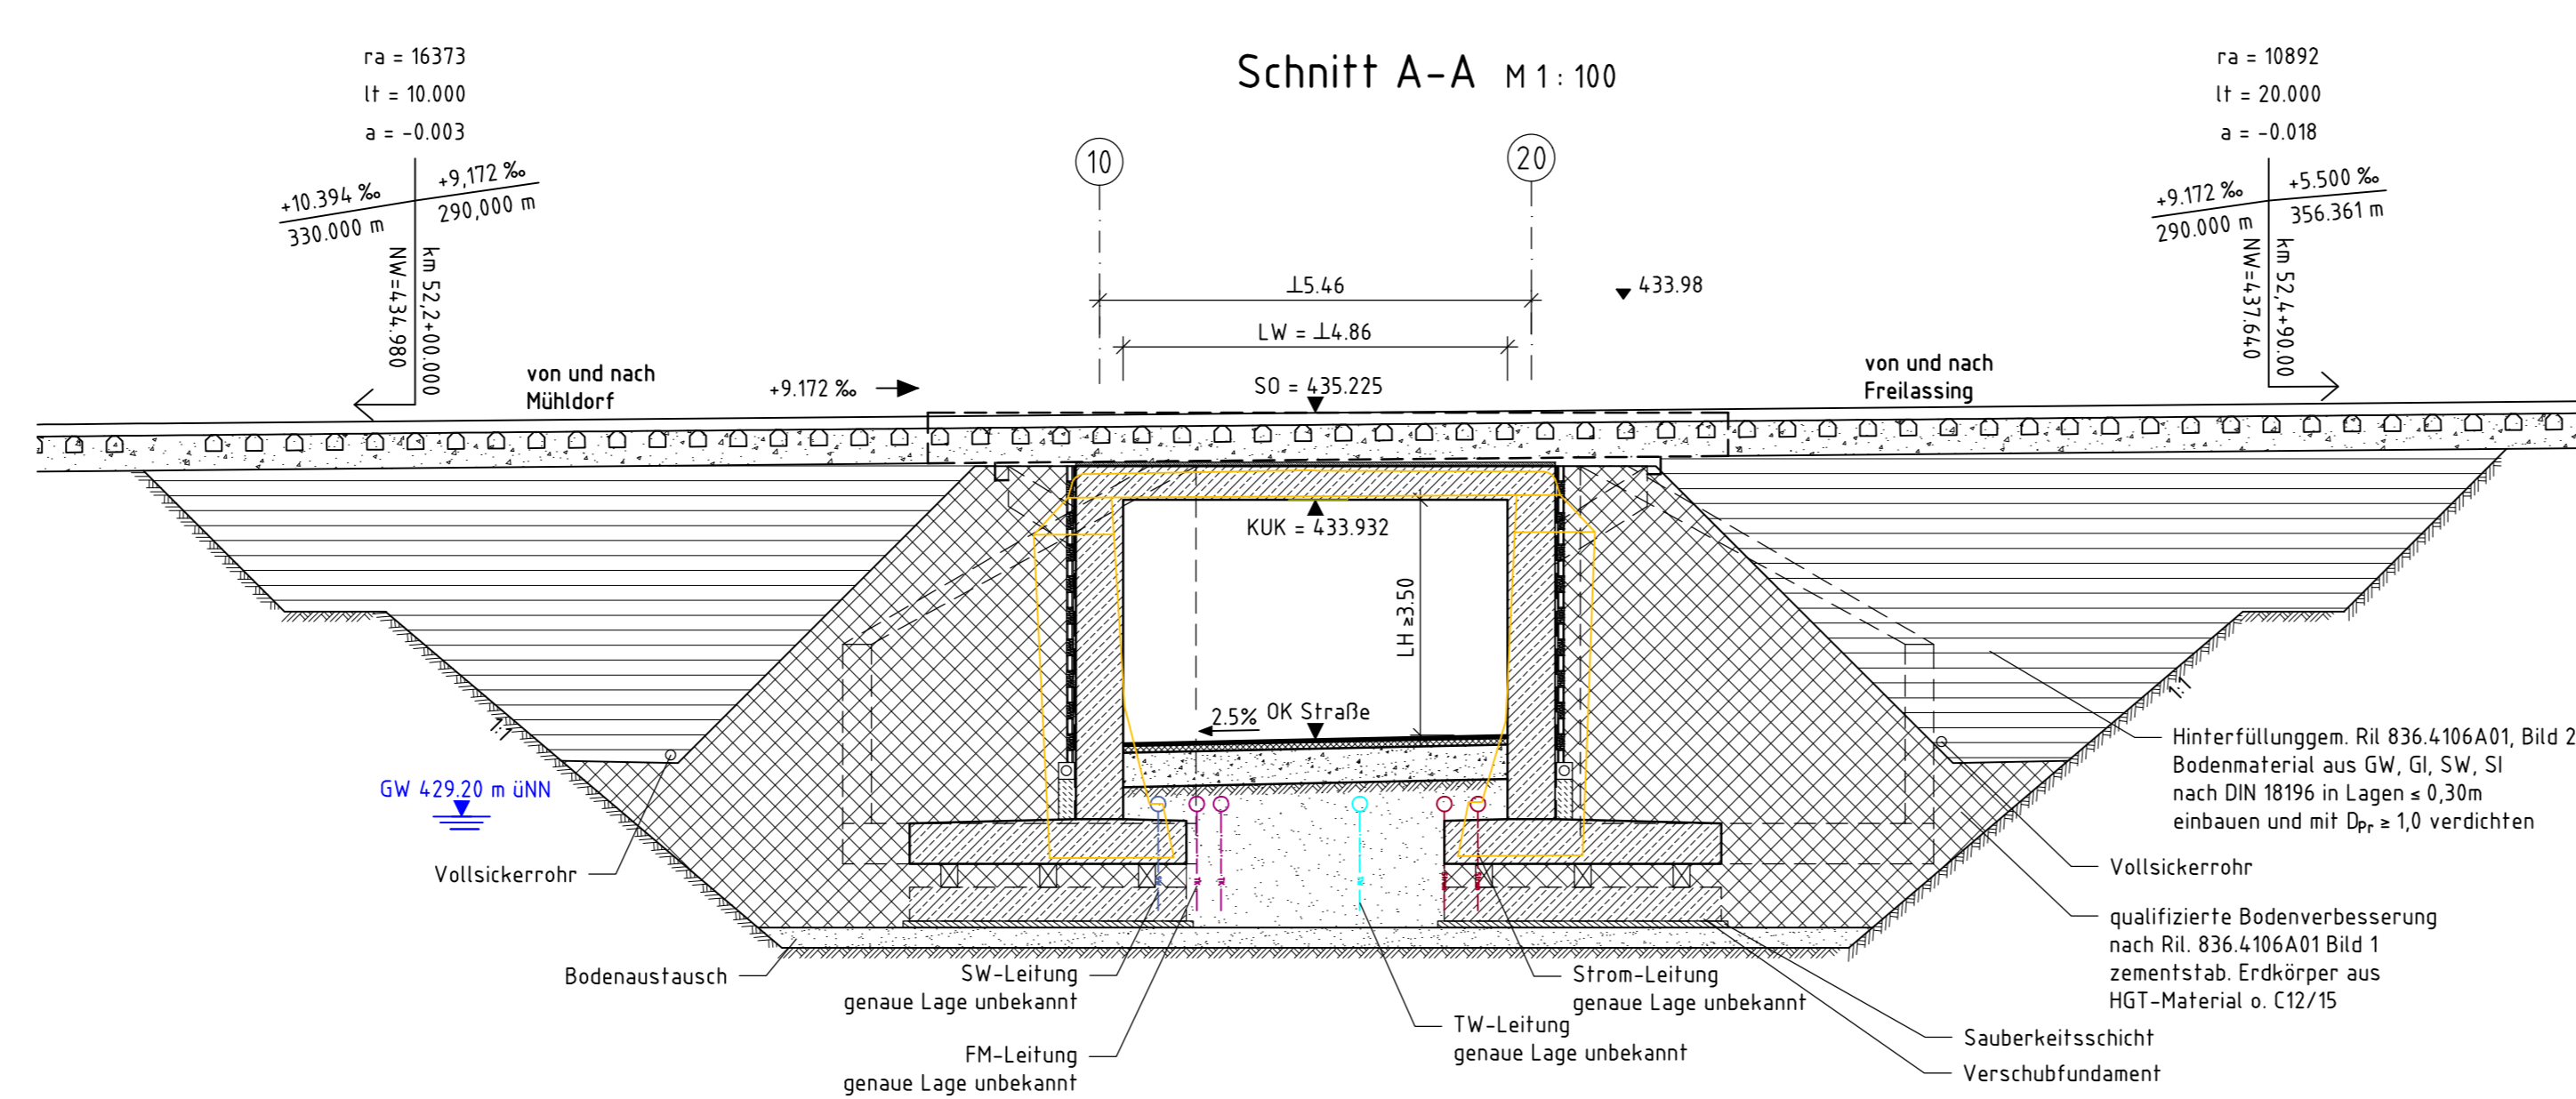 Schnitt A-A M 1 : 100
ra = 16373
lt = 10.000
a = -0.003
+10.394 ‰
330.000 m
+9,172 ‰
290,000 m
NW=434.980
km 52,2+00.000
ra = 10892
lt = 20.000
a = -0.018
+9.172 ‰
290.000 m
+5.500 ‰
356.361 m
NW=437.640
km 52,4+90.00
10
20
⊥5.46
433.98
LW = ⊥4.86
von und nach
Mühldorf
+9.172 ‰
SO = 435.225
von und nach
Freilassing
KUK = 433.932
LH ≥3.50
2.5%
OK Straße
1:1
1:1
GW 429.20 m üNN
Vollsickerrohr
Bodenaustausch
SW-Leitung
genaue Lage unbekannt
FM-Leitung
genaue Lage unbekannt
Strom-Leitung
genaue Lage unbekannt
TW-Leitung
genaue Lage unbekannt
Hinterfüllunggem. Ril 836.4106A01, Bild 2
Bodenmaterial aus GW, GI, SW, SI
nach DIN 18196 in Lagen ≤ 0,30m
einbauen und mit DPr ≥ 1,0 verdichten
Vollsickerrohr
qualifizierte Bodenverbesserung
nach Ril. 836.4106A01 Bild 1
zementstab. Erdkörper aus
HGT-Material o. C12/15
Sauberkeitsschicht
Verschubfundament